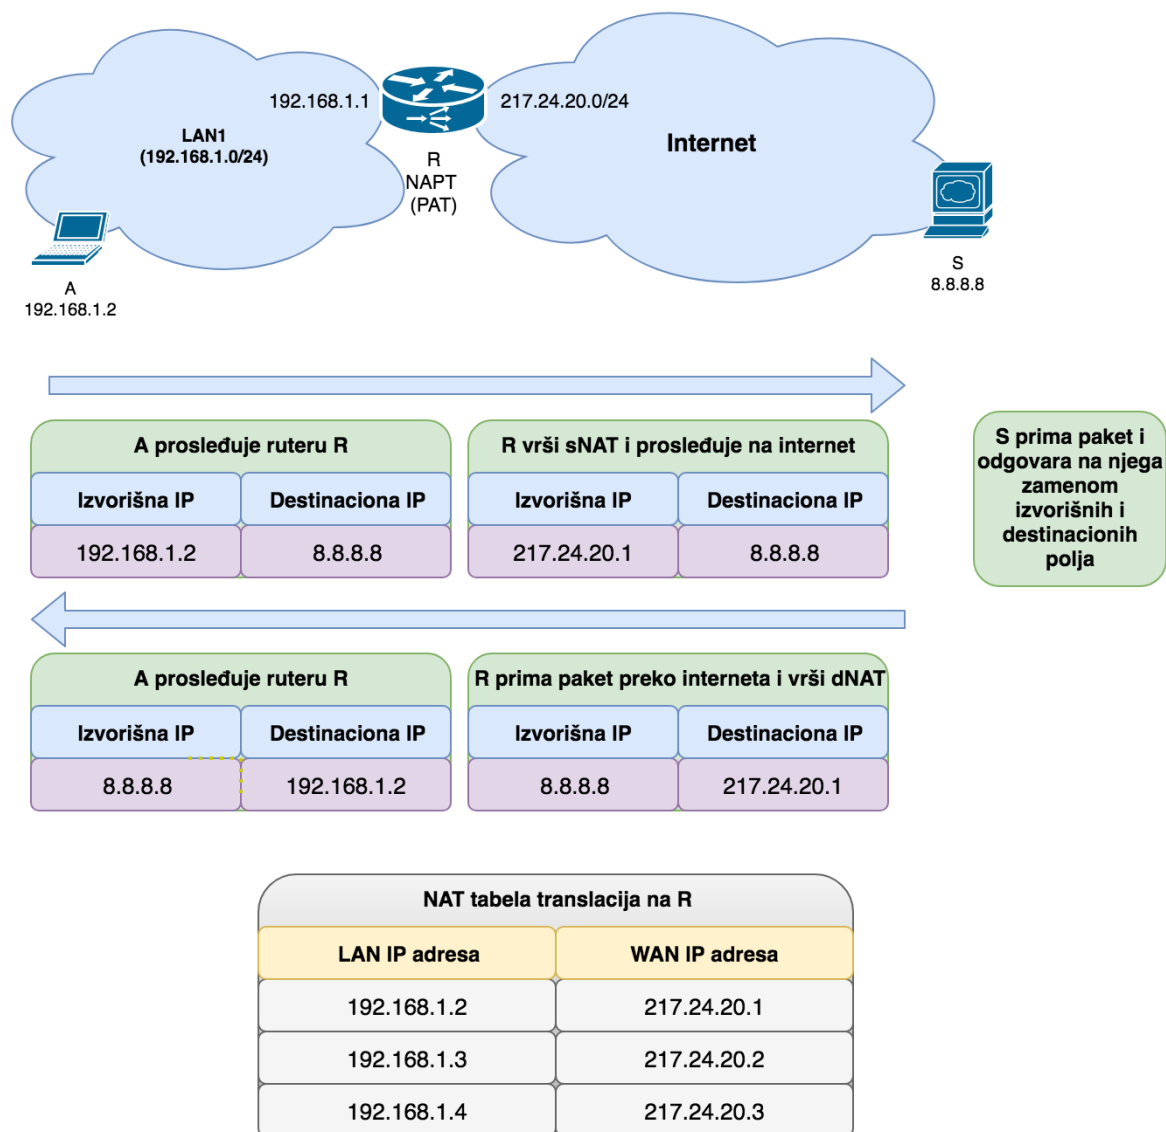 192.168.1.1
217.24.20.0/24
LAN1
(192.168.1.0/24)
Internet
R
NAPT
(PAT)
A
192.168.1.2
S
8.8.8.8
A prosleđuje ruteru R
Izvorišna IP
Destinaciona IP
192.168.1.2
8.8.8.8
R vrši sNAT i prosleđuje na internet
Izvorišna IP
Destinaciona IP
217.24.20.1
8.8.8.8
S prima paket i
odgovara na njega
zamenom
izvorišnih i
destinacionih
polja
A prosleđuje ruteru R
Izvorišna IP
Destinaciona IP
8.8.8.8
192.168.1.2
R prima paket preko interneta i vrši dNAT
Izvorišna IP
Destinaciona IP
8.8.8.8
217.24.20.1
NAT tabela translacija na R
LAN IP adresa
WAN IP adresa
192.168.1.2
217.24.20.1
192.168.1.3
217.24.20.2
192.168.1.4
217.24.20.3